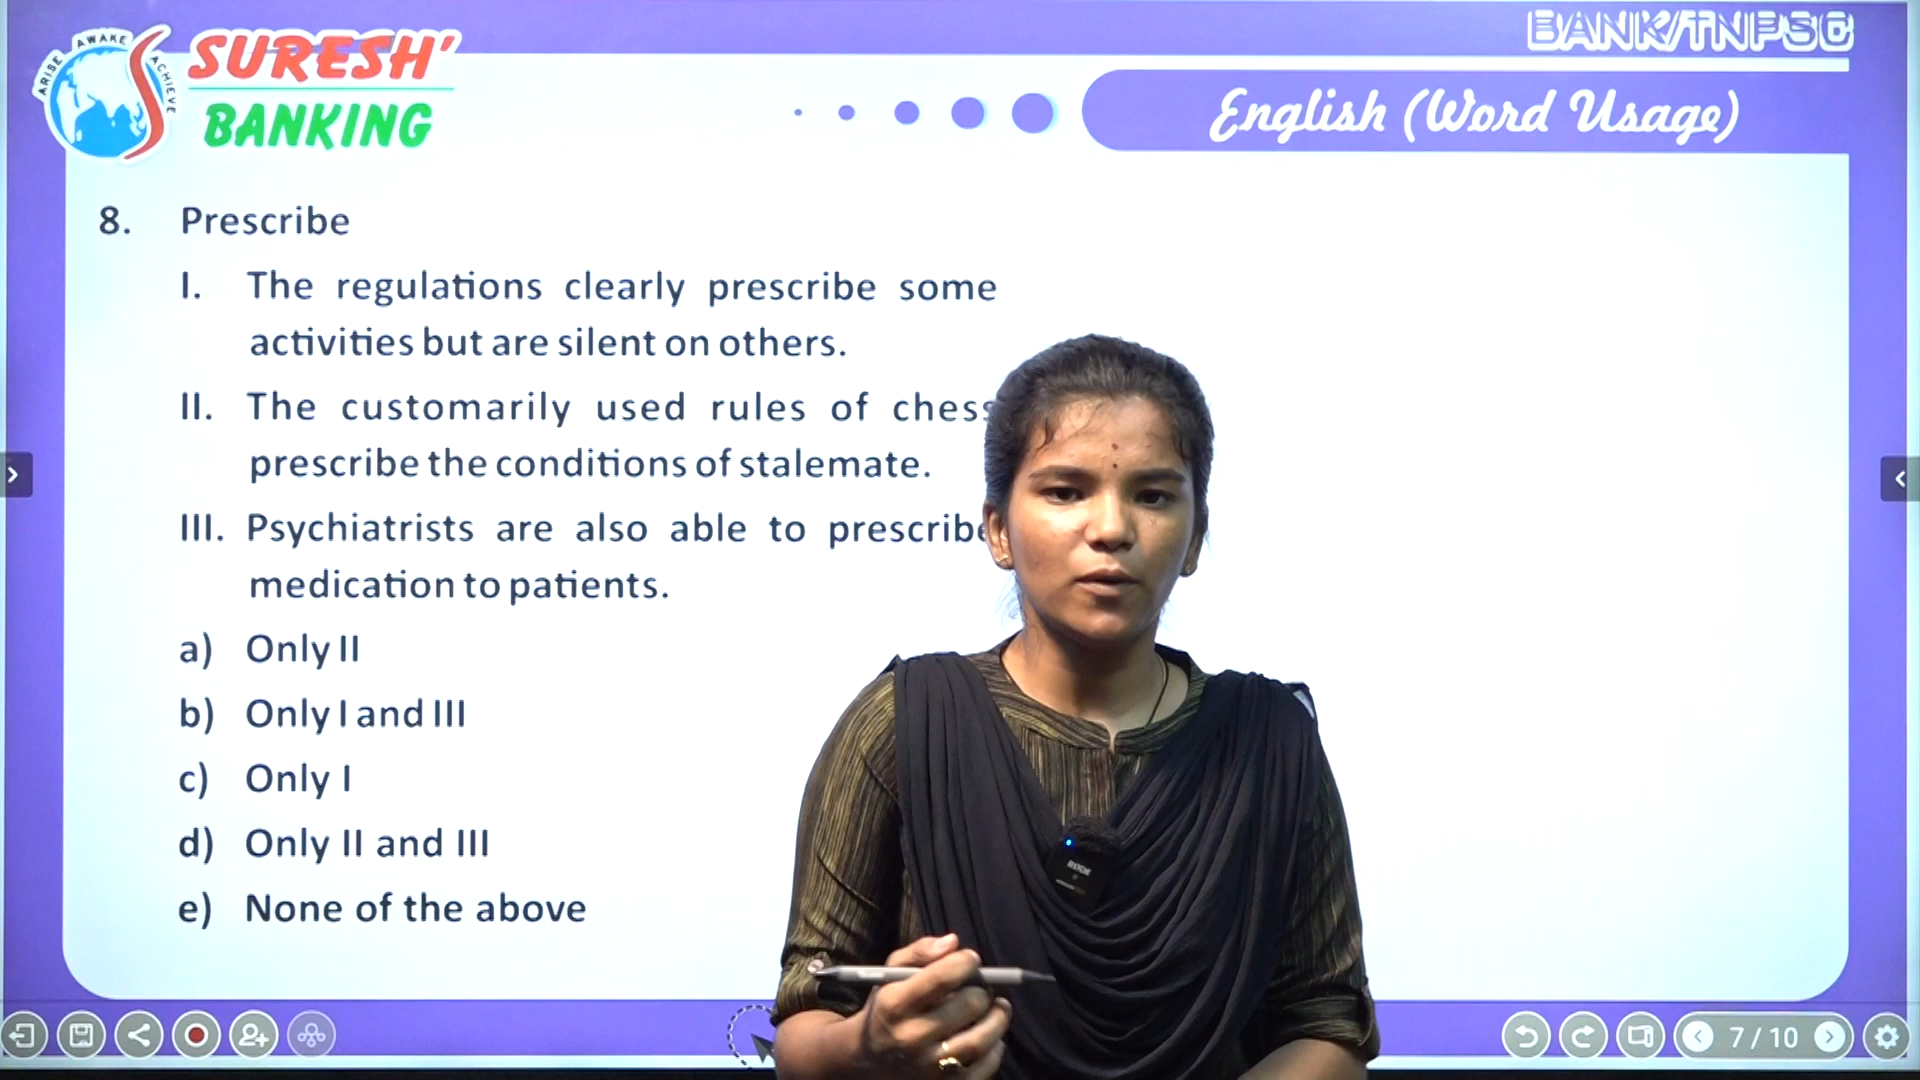 ARISE AWAKE ACHIEVE
SURESH'
BANKING
BANK/TNPSC
English (Word Usage)
8. Prescribe
I. The regulations clearly prescribe some
activities but are silent on others.
II. The customarily used rules of chess
prescribe the conditions of stalemate.
III. Psychiatrists are also able to prescribe
medication to patients.
a) Only II
b) Only I and III
c) Only I
d) Only II and III
e) None of the above
7 / 10